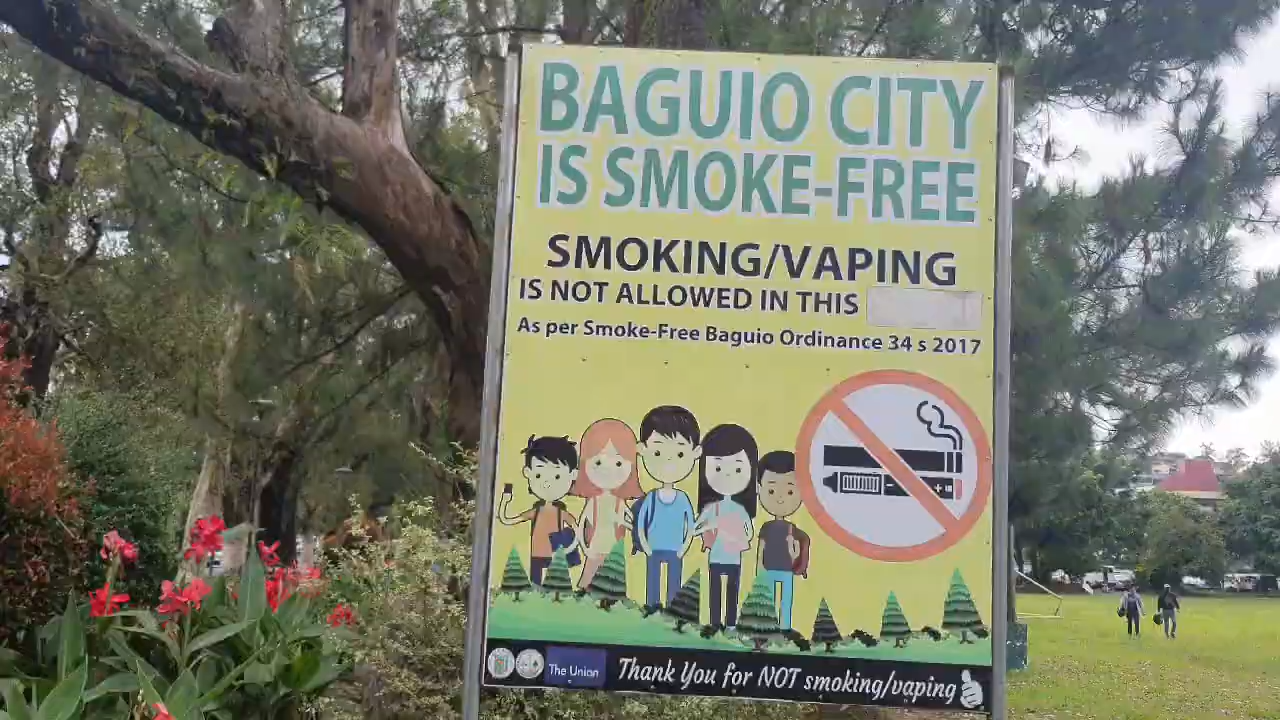 BAGUIO CITY
IS SMOKE-FREE
SMOKING/VAPING
IS NOT ALLOWED IN THIS
As per Smoke-Free Baguio Ordinance 34 s 2017
The Union
Thank You for NOT smoking/vaping